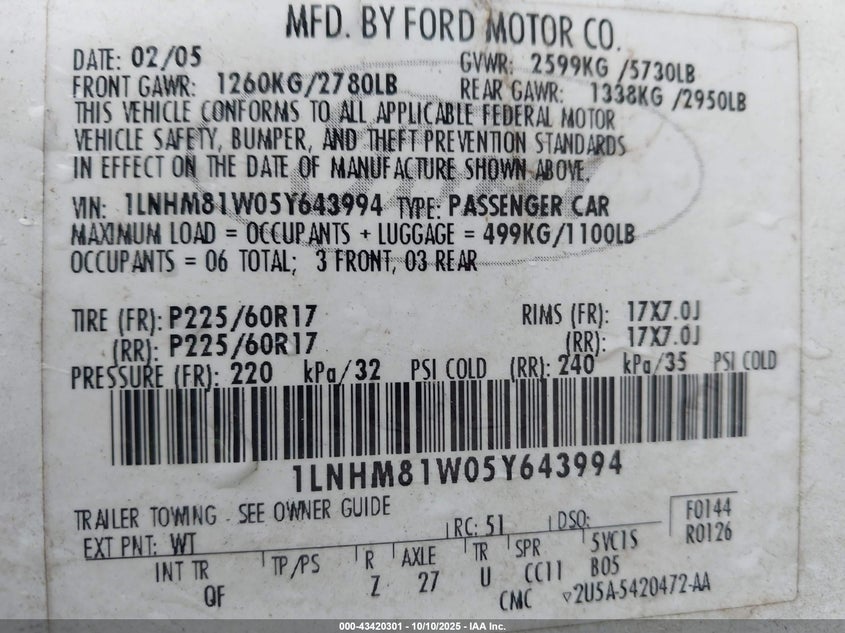 MFD. BY FORD MOTOR CO.
DATE: 02/05 GVWR: 2599KG /5730LB
FRONT GAWR: 1260KG/2780LB REAR GAWR: 1338KG /2950LB
THIS VEHICLE CONFORMS TO ALL APPLICABLE FEDERAL MOTOR
VEHICLE SAFETY, BUMPER, AND THEFT PREVENTION STANDARDS
IN EFFECT ON THE DATE OF MANUFACTURE SHOWN ABOVE.
VIN: 1LNHM81W05Y643994 TYPE: PASSENGER CAR
MAXIMUM LOAD = OCCUPANTS + LUGGAGE = 499KG/1100LB
OCCUPANTS = 06 TOTAL; 3 FRONT, 03 REAR
TIRE (FR): P225/60R17 RIMS (FR): 17X7.0J
(RR): P225/60R17 (RR): 17X7.0J
PRESSURE (FR): 220 kPa/32 PSI COLD (RR): 240 kPa/35 PSI COLD
1LNHM81W05Y643994
TRAILER TOWING - SEE OWNER GUIDE
EXT PNT: WT RC: 51 DSO: F0144
R0126
INT TR TP/PS R AXLE TR SPR 5VC1S
QF Z 27 U CC11 B05
CMC ▽2U5A-5420472-AA
000-43420301 - 10/10/2025 - IAA Inc.